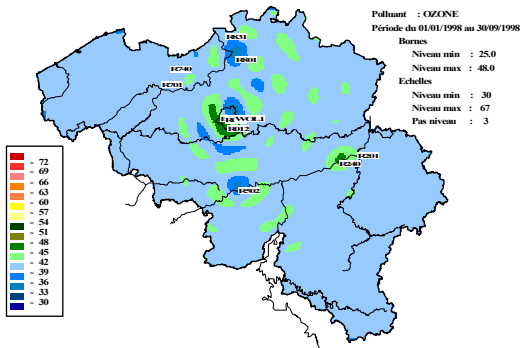 Polluant : OZONE
Période du 01/01/1998 au 30/09/1998
Bornes
Niveau min : 25.0
Niveau max : 48.0
Echelles
Niveau min : 30
Niveau max : 67
Pas niveau : 3
R831
R801
R740
R701
WOL1
R012
R201
R240
R502
- 72
- 69
- 66
- 63
- 60
- 57
- 54
- 51
- 48
- 45
- 42
- 39
- 36
- 33
- 30